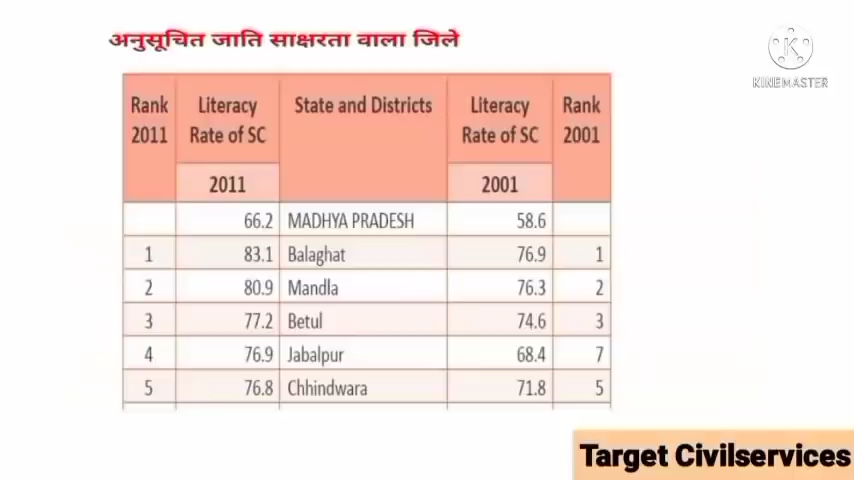 अनुसूचित जाति साक्षरता वाला जिले
KINEMASTER
Rank 2011 Literacy Rate of SC State and Districts Literacy Rate of SC Rank 2001
2011 2001
66.2 MADHYA PRADESH 58.6
1 83.1 Balaghat 76.9 1
2 80.9 Mandla 76.3 2
3 77.2 Betul 74.6 3
4 76.9 Jabalpur 68.4 7
5 76.8 Chhindwara 71.8 5
Target Civilservices